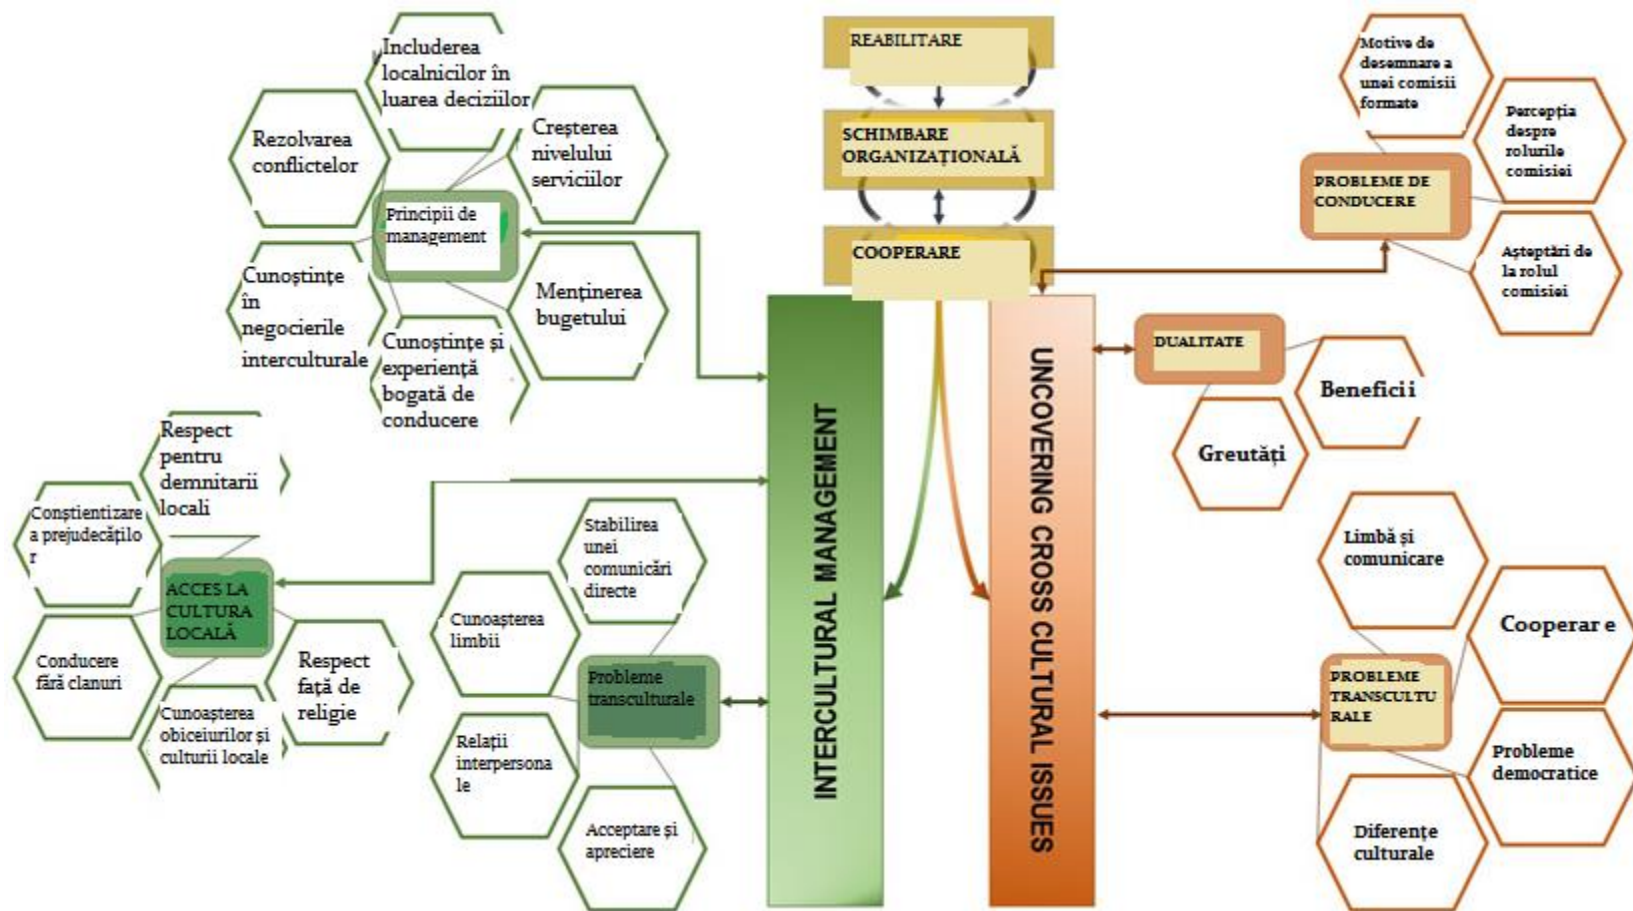 REABILITARE
SCHIMBARE
ORGANIZAȚIONALĂ
COOPERARE
INTERCULTURAL MANAGEMENT
UNCOVERING CROSS CULTURAL ISSUES
Includerea
localnicilor în
luarea deciziilor
Rezolvarea
conflictelor
Creșterea
nivelului
serviciilor
Principii de
management
Cunoștințe
în
negocierile
interculturale
Menținerea
bugetului
Cunoștințe și
experiență
bogată de
conducere
Respect
pentru
demnitarii
locali
Conștientizare
a prejudecățilo
r
ACCES LA
CULTURA
LOCALĂ
Conducere
fără clanuri
Respect
față de
religie
Cunoașterea
obiceiurilor și
culturii locale
Stabilirea
unei
comunicări
directe
Cunoașterea
limbii
Probleme
transculturale
Relații
interpersona
le
Acceptare și
apreciere
Motive de
desemnare a
unei comisii
formate
Percepția
despre
rolurile
comisiei
PROBLEME DE
CONDUCERE
Așteptări de
la rolul
comisiei
DUALITATE
Beneficii
Greutăți
Limbă și
comunicare
Cooperare
PROBLEME
TRANSCULTU
RALE
Probleme
democratice
Diferențe
culturale